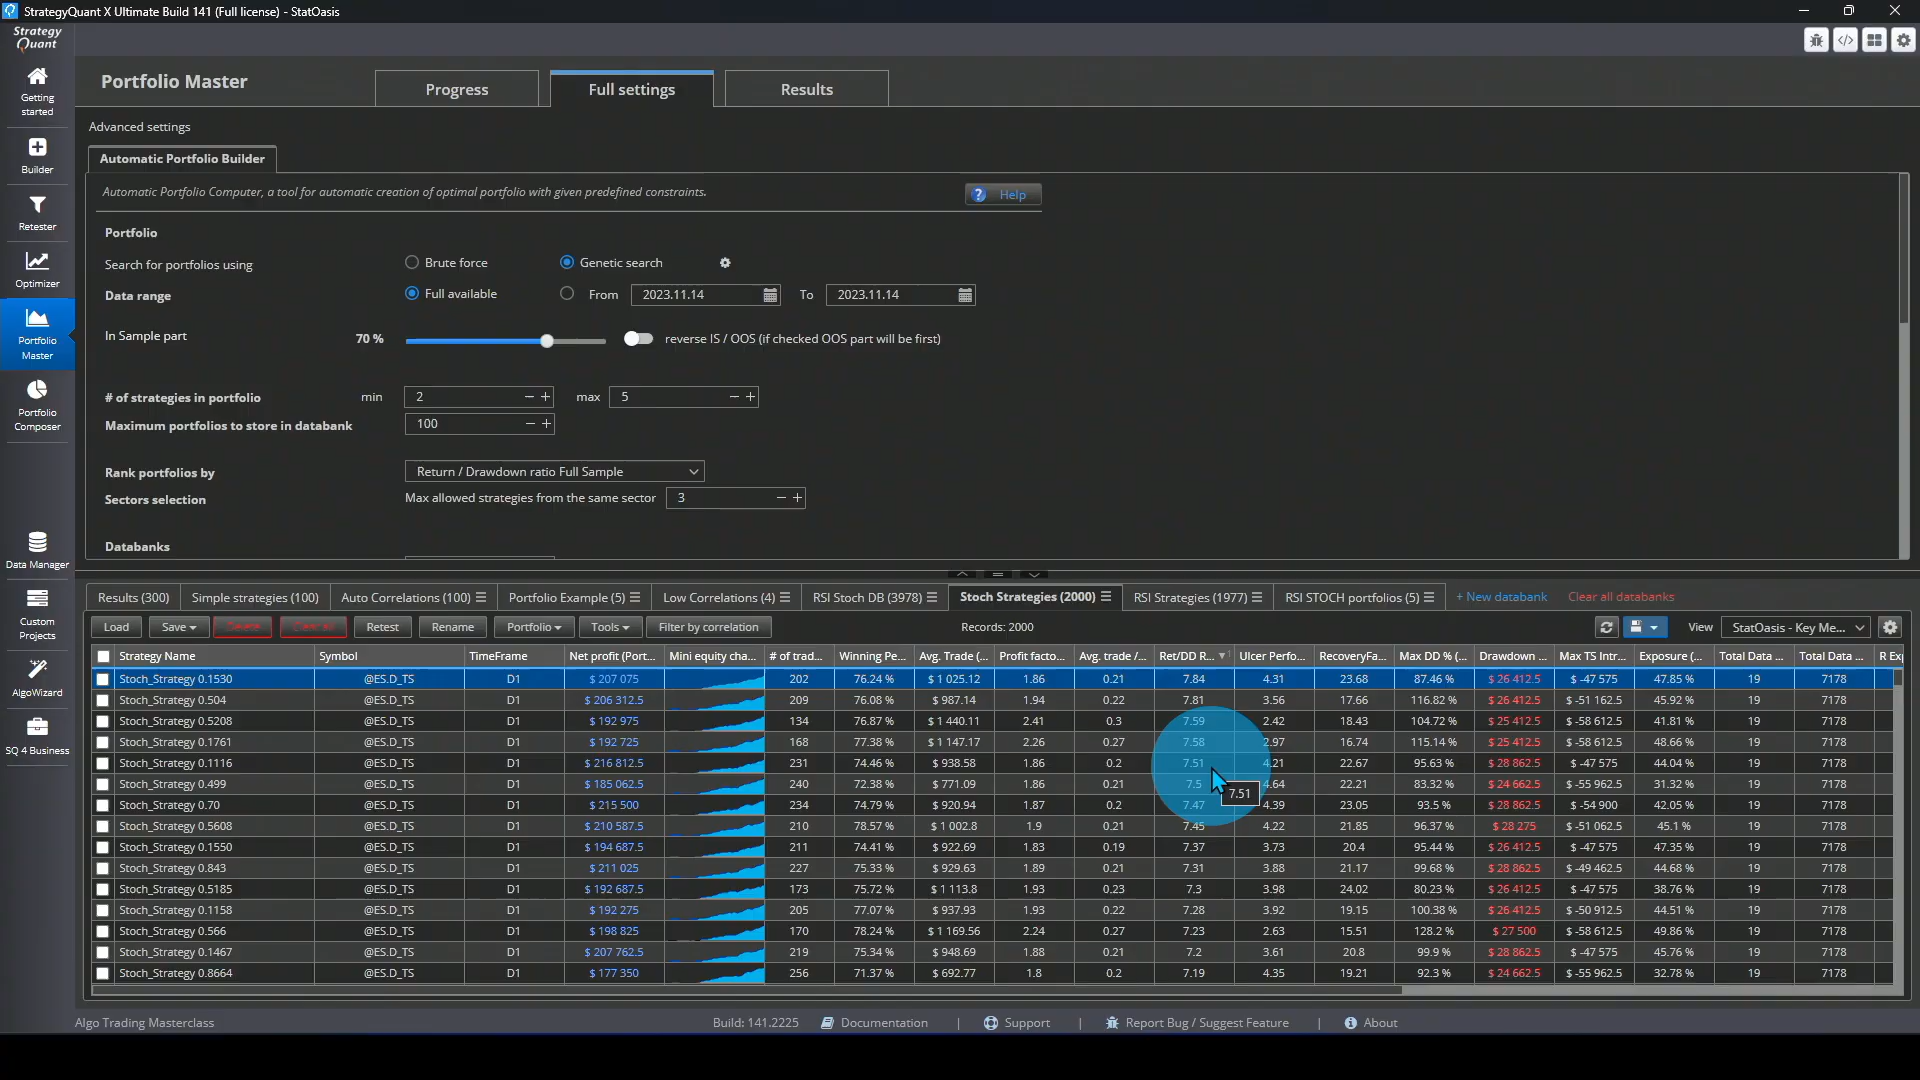 StrategyQuant X Ultimate Build 141 (Full license) - StatOasis
Strategy
Quant
Getting
started
Builder
Retester
Optimizer
Portfolio
Master
Portfolio
Composer
Data Manager
Custom
Projects
AlgoWizard
SQ 4 Business
Portfolio Master
Progress
Full settings
Results
Advanced settings
Automatic Portfolio Builder
Automatic Portfolio Computer, a tool for automatic creation of optimal portfolio with given predefined constraints.
? Help
Portfolio
Search for portfolios using Brute force Genetic search
Data range Full available From 2023.11.14 To 2023.11.14
In Sample part 70 % reverse IS / OOS (if checked OOS part will be first)
# of strategies in portfolio min 2 - + max 5 - +
Maximum portfolios to store in databank 100 - +
Rank portfolios by Return / Drawdown ratio Full Sample
Sectors selection Max allowed strategies from the same sector 3 - +
Databanks
Results (300) Simple strategies (100) Auto Correlations (100) Portfolio Example (5) Low Correlations (4) RSI Stoch DB (3978) Stoch Strategies (2000) RSI Strategies (1977) RSI STOCH portfolios (5) + New databank Clear all databanks
Load Save Retest Rename Portfolio Tools Filter by correlation Records: 2000 View StatOasis - Key Me...
Strategy Name Symbol TimeFrame Net profit (Port... Mini equity cha... # of trad... Winning Pe... Avg. Trade (... Profit facto... Avg. trade /... Ret/DD R... Ulcer Perfo... RecoveryFa... Max DD % (... Drawdown ... Max TS Intr... Exposure (... Total Data ... Total Data ... R Ex
Stoch_Strategy 0.1530 @ES.D_TS D1 $ 207 075 202 76.24 % $ 1 025.12 1.86 0.21 7.84 4.31 23.68 87.46 % $ 26 412.5 $ -47 575 47.85 % 19 7178
Stoch_Strategy 0.504 @ES.D_TS D1 $ 206 312.5 209 76.08 % $ 987.14 1.94 0.22 7.81 3.56 17.66 116.82 % $ 26 412.5 $ -51 162.5 45.92 % 19 7178
Stoch_Strategy 0.5208 @ES.D_TS D1 $ 192 975 134 76.87 % $ 1 440.11 2.41 0.3 7.59 2.42 18.43 104.72 % $ 25 412.5 $ -58 612.5 41.81 % 19 7178
Stoch_Strategy 0.1761 @ES.D_TS D1 $ 192 725 168 77.38 % $ 1 147.17 2.26 0.27 7.58 2.97 16.74 115.14 % $ 25 412.5 $ -58 612.5 48.66 % 19 7178
Stoch_Strategy 0.1116 @ES.D_TS D1 $ 216 812.5 231 74.46 % $ 938.58 1.86 0.2 7.51 4.21 22.67 95.63 % $ 28 862.5 $ -47 575 44.04 % 19 7178
Stoch_Strategy 0.499 @ES.D_TS D1 $ 185 062.5 240 72.38 % $ 771.09 1.86 0.21 7.5 4.64 22.21 83.32 % $ 24 662.5 $ -55 962.5 31.32 % 19 7178
7.51
Stoch_Strategy 0.70 @ES.D_TS D1 $ 215 500 234 74.79 % $ 920.94 1.87 0.2 7.47 4.39 23.05 93.5 % $ 28 862.5 $ -54 900 42.05 % 19 7178
Stoch_Strategy 0.5608 @ES.D_TS D1 $ 210 587.5 210 78.57 % $ 1 002.8 1.9 0.21 7.45 4.22 21.85 96.37 % $ 28 275 $ -51 062.5 45.1 % 19 7178
Stoch_Strategy 0.1550 @ES.D_TS D1 $ 194 687.5 211 74.41 % $ 922.69 1.83 0.19 7.37 3.73 20.4 95.44 % $ 26 412.5 $ -47 575 47.35 % 19 7178
Stoch_Strategy 0.843 @ES.D_TS D1 $ 211 025 227 75.33 % $ 929.63 1.89 0.21 7.31 3.88 21.17 99.68 % $ 28 862.5 $ -49 462.5 44.68 % 19 7178
Stoch_Strategy 0.5185 @ES.D_TS D1 $ 192 687.5 173 75.72 % $ 1 113.8 1.93 0.23 7.3 3.98 24.02 80.23 % $ 26 412.5 $ -47 575 38.76 % 19 7178
Stoch_Strategy 0.1158 @ES.D_TS D1 $ 192 275 205 77.07 % $ 937.93 1.93 0.22 7.28 3.92 19.15 100.38 % $ 26 412.5 $ -50 912.5 44.51 % 19 7178
Stoch_Strategy 0.566 @ES.D_TS D1 $ 198 825 170 78.24 % $ 1 169.56 2.24 0.27 7.23 2.63 15.51 128.2 % $ 27 500 $ -58 612.5 49.86 % 19 7178
Stoch_Strategy 0.1467 @ES.D_TS D1 $ 207 762.5 219 75.34 % $ 948.69 1.88 0.21 7.2 3.61 20.8 99.9 % $ 28 862.5 $ -47 575 45.76 % 19 7178
Stoch_Strategy 0.8664 @ES.D_TS D1 $ 177 350 256 71.37 % $ 692.77 1.8 0.2 7.19 4.35 19.21 92.3 % $ 24 662.5 $ -55 962.5 32.78 % 19 7178
Algo Trading Masterclass Build: 141.2225 Documentation | Support | Report Bug / Suggest Feature | About